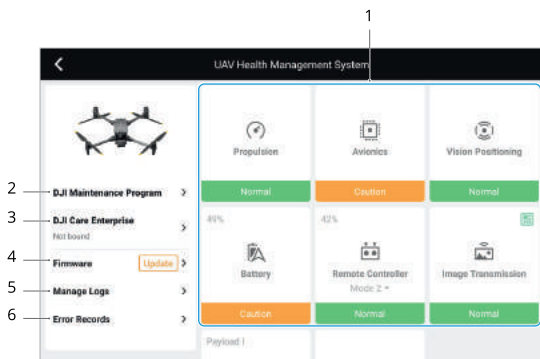 1
UAV Health Management System
Propulsion
Normal
Avionics
Caution
Vision Positioning
Normal
2
DJI Maintenance Program
3
DJI Care Enterprise
Not bound
4
Firmware
Update
5
Manage Logs
6
Error Records
49%
Battery
Caution
42%
Remote Controller
Mode 2
Normal
Image Transmission
Normal
Payload I